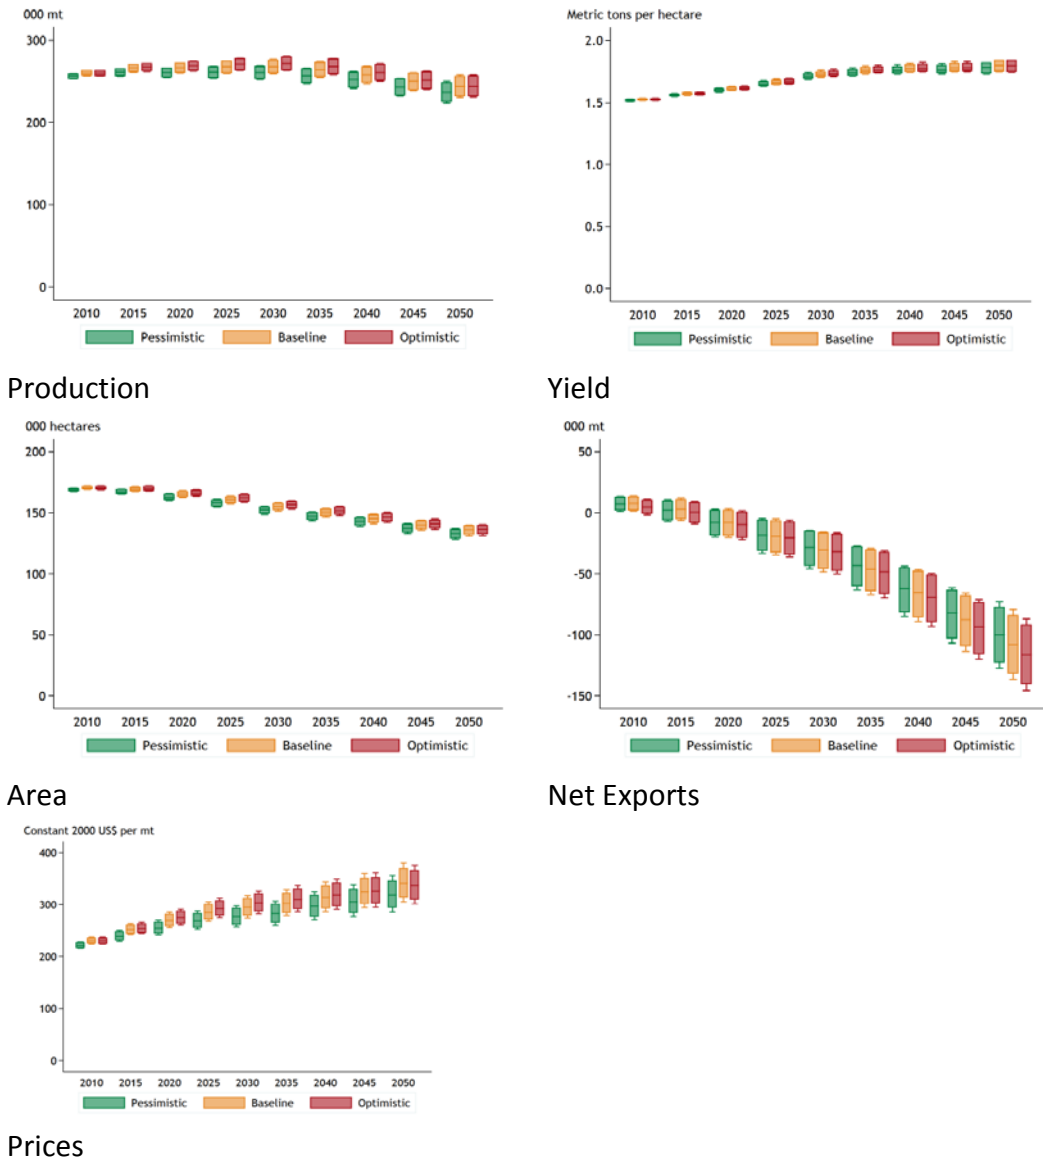 000 mt
300
200
100
0
2010 2015 2020 2025 2030 2035 2040 2045 2050
Pessimistic Baseline Optimistic
Production
Metric tons per hectare
2.0
1.5
1.0
0.5
0.0
2010 2015 2020 2025 2030 2035 2040 2045 2050
Pessimistic Baseline Optimistic
Yield
000 hectares
200
150
100
50
0
2010 2015 2020 2025 2030 2035 2040 2045 2050
Pessimistic Baseline Optimistic
Area
000 mt
50
0
-50
-100
-150
2010 2015 2020 2025 2030 2035 2040 2045 2050
Pessimistic Baseline Optimistic
Net Exports
Constant 2000 US$ per mt
400
300
200
100
0
2010 2015 2020 2025 2030 2035 2040 2045 2050
Pessimistic Baseline Optimistic
Prices